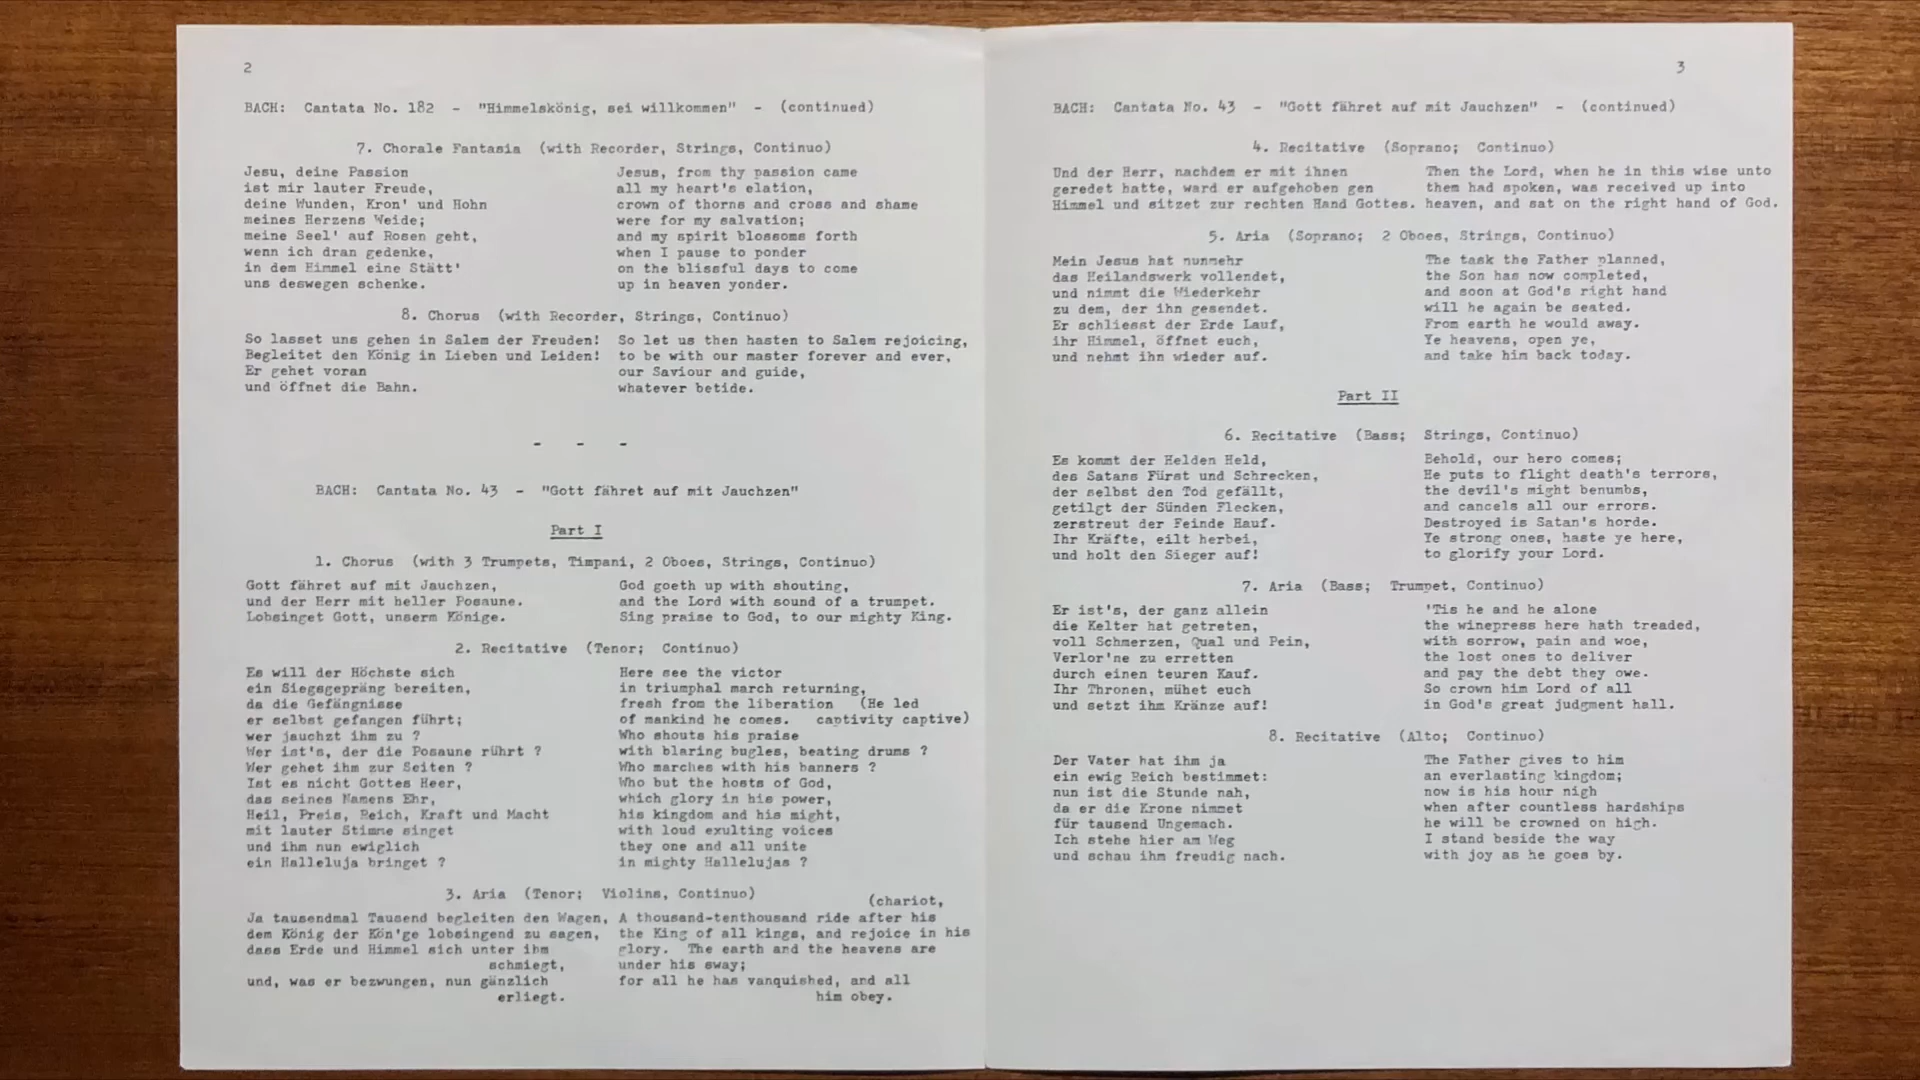 2
BACH: Cantata No. 182 - "Himmelskönig, sei willkommen" - (continued)
7. Chorale Fantasia (with Recorder, Strings, Continuo)
Jesu, deine Passion
ist mir lauter Freude,
deine Wunden, Kron' und Hohn
meines Herzens Weide;
meine Seel' auf Rosen geht,
wenn ich dran gedenke,
in dem Himmel eine Stätt'
uns deswegen schenke.
Jesus, from thy passion came
all my heart's elation,
crown of thorns and cross and shame
were for my salvation;
and my spirit blossoms forth
when I pause to ponder
on the blissful days to come
up in heaven yonder.
8. Chorus (with Recorder, Strings, Continuo)
So lasset uns gehen in Salem der Freuden!
Begleitet den König in Lieben und Leiden!
Er gehet voran
und öffnet die Bahn.
So let us then hasten to Salem rejoicing,
to be with our master forever and ever,
our Saviour and guide,
whatever betide.
- - -
BACH: Cantata No. 43 - "Gott fähret auf mit Jauchzen"
Part I
1. Chorus (with 3 Trumpets, Timpani, 2 Oboes, Strings, Continuo)
Gott fähret auf mit Jauchzen,
und der Herr mit heller Posaune.
Lobsinget Gott, unserm Könige.
God goeth up with shouting,
and the Lord with sound of a trumpet.
Sing praise to God, to our mighty King.
2. Recitative (Tenor; Continuo)
Es will der Höchste sich
ein Siegsgepräng bereiten,
da die Gefängnisse
er selbst gefangen führt;
wer jauchzt ihm zu ?
Wer ist's, der die Posaune rührt ?
Wer gehet ihm zur Seiten ?
Ist es nicht Gottes Heer,
das seines Namens Ehr,
Heil, Preis, Reich, Kraft und Macht
mit lauter Stimme singet
und ihm nun ewiglich
ein Halleluja bringet ?
Here see the victor
in triumphal march returning,
fresh from the liberation (He led
of mankind he comes. captivity captive)
Who shouts his praise
with blaring bugles, beating drums ?
Who marches with his banners ?
Who but the hosts of God,
which glory in his power,
his kingdom and his might,
with loud exulting voices
they one and all unite
in mighty Hallelujas ?
3. Aria (Tenor; Violins, Continuo)
Ja tausendmal Tausend begleiten den Wagen,
dem König der Kön'ge lobsingend zu sagen,
dass Erde und Himmel sich unter ihm
schmiegt,
und, was er bezwungen, nun gänzlich
erliegt.
(chariot,
A thousand-tenthousand ride after his
the King of all kings, and rejoice in his
glory. The earth and the heavens are
under his sway;
for all he has vanquished, and all
him obey.
3
BACH: Cantata No. 43 - "Gott fähret auf mit Jauchzen" - (continued)
4. Recitative (Soprano; Continuo)
Und der Herr, nachdem er mit ihnen
geredet hatte, ward er aufgehoben gen
Himmel und sitzet zur rechten Hand Gottes.
Then the Lord, when he in this wise unto
them had spoken, was received up into
heaven, and sat on the right hand of God.
5. Aria (Soprano; 2 Oboes, Strings, Continuo)
Mein Jesus hat nunmehr
das Heilandswerk vollendet,
und nimmt die Wiederkehr
zu dem, der ihn gesendet.
Er schliesst der Erde Lauf,
ihr Himmel, öffnet euch,
und nehmt ihn wieder auf.
The task the Father planned,
the Son has now completed,
and soon at God's right hand
will he again be seated.
From earth he would away.
Ye heavens, open ye,
and take him back today.
Part II
6. Recitative (Bass; Strings, Continuo)
Es kommt der Helden Held,
des Satans Fürst und Schrecken,
der selbst den Tod gefällt,
getilgt der Sünden Flecken,
zerstreut der Feinde Hauf.
Ihr Kräfte, eilt herbei,
und holt den Sieger auf!
Behold, our hero comes;
He puts to flight death's terrors,
the devil's might benumbs,
and cancels all our errors.
Destroyed is Satan's horde.
Ye strong ones, haste ye here,
to glorify your Lord.
7. Aria (Bass; Trumpet, Continuo)
Er ist's, der ganz allein
die Kelter hat getreten,
voll Schmerzen, Qual und Pein,
Verlor'ne zu erretten
durch einen teuren Kauf.
Ihr Thronen, mühet euch
und setzt ihm Kränze auf!
'Tis he and he alone
the winepress here hath treaded,
with sorrow, pain and woe,
the lost ones to deliver
and pay the debt they owe.
So crown him Lord of all
in God's great judgment hall.
8. Recitative (Alto; Continuo)
Der Vater hat ihm ja
ein ewig Reich bestimmet:
nun ist die Stunde nah,
da er die Krone nimmet
für tausend Ungemach.
Ich stehe hier am Weg
und schau ihm freudig nach.
The Father gives to him
an everlasting kingdom;
now is his hour nigh
when after countless hardships
he will be crowned on high.
I stand beside the way
with joy as he goes by.